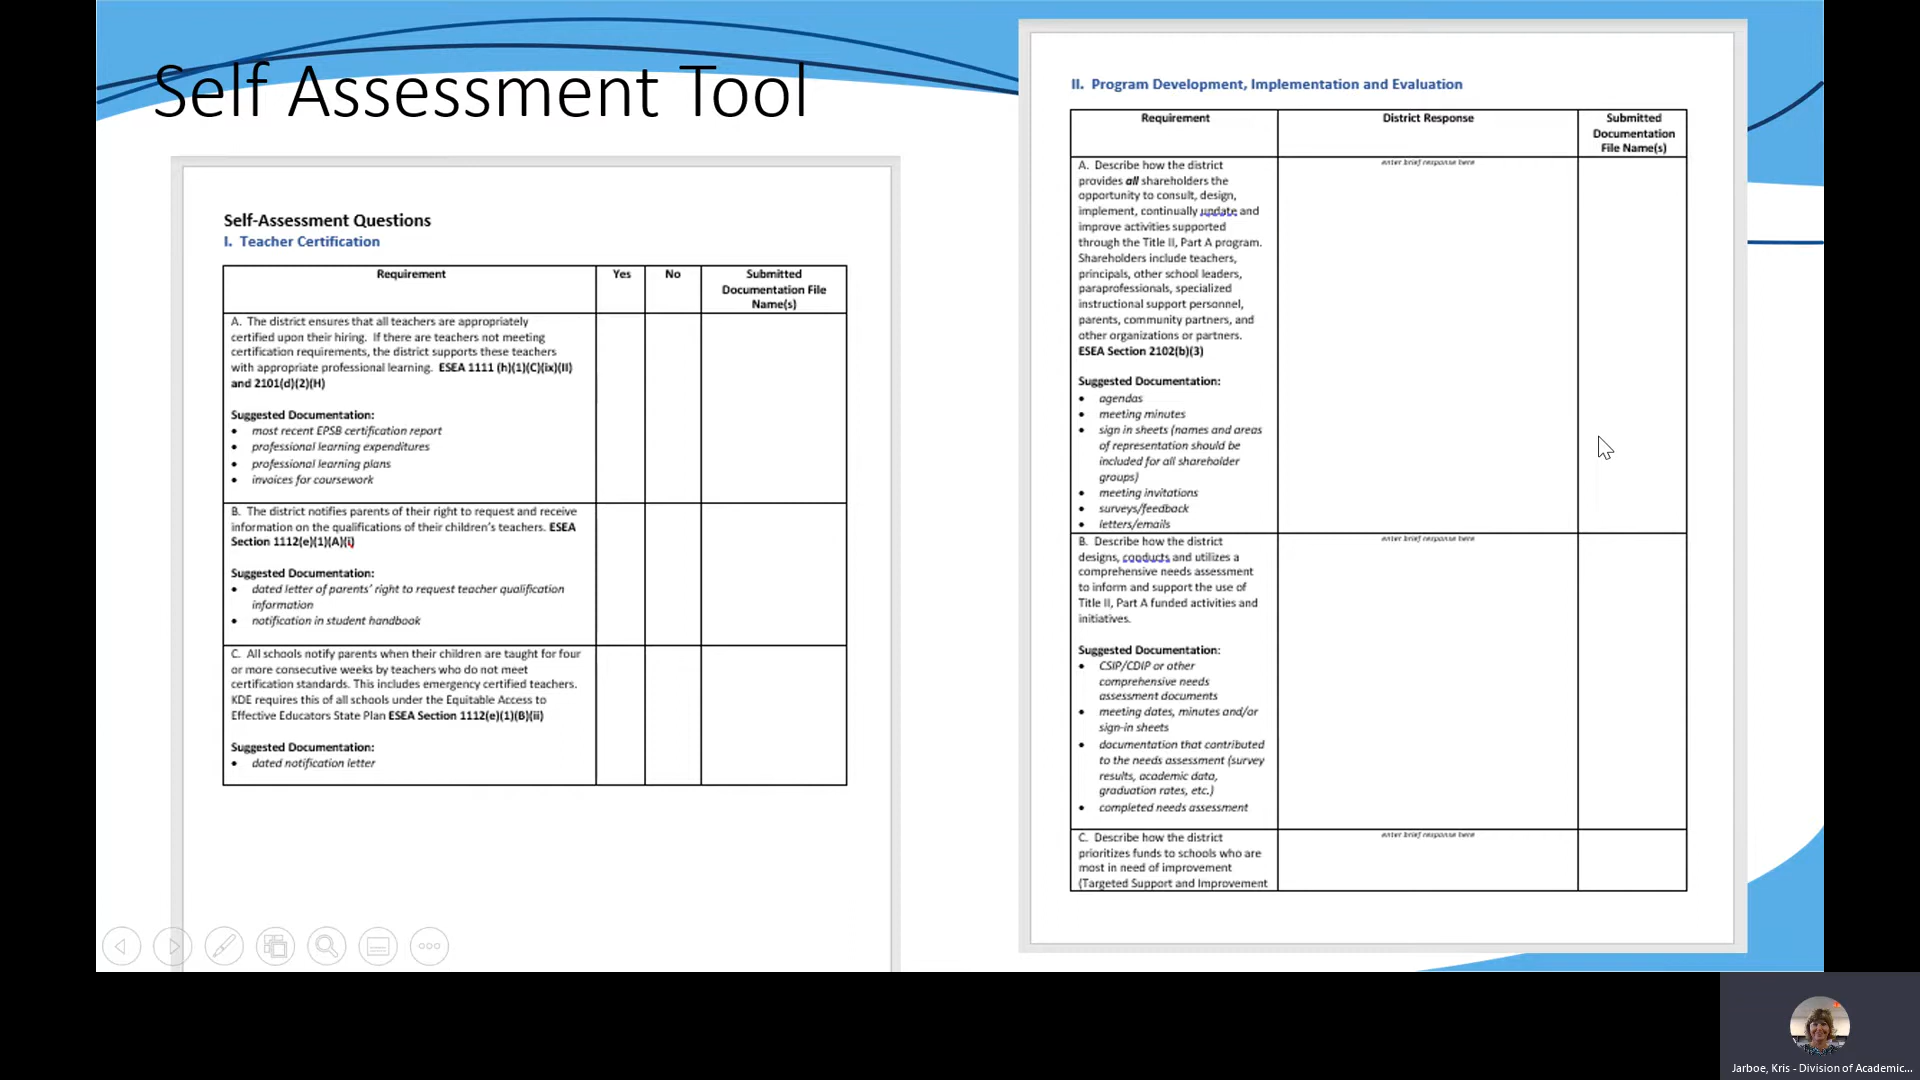 Self Assessment Tool
Self-Assessment Questions
I. Teacher Certification
Requirement
Yes
No
Submitted
Documentation File
Name(s)
A. The district ensures that all teachers are appropriately
certified upon their hiring. If there are teachers not meeting
certification requirements, the district supports these teachers
with appropriate professional learning. ESEA 1111 (h)(1)(C)(ix)(II)
and 2101(d)(2)(H)
Suggested Documentation:
• most recent EPSB certification report
• professional learning expenditures
• professional learning plans
• invoices for coursework
B. The district notifies parents of their right to request and receive
information on the qualifications of their children's teachers. ESEA
Section 1112(e)(1)(A)(i)
Suggested Documentation:
• dated letter of parents' right to request teacher qualification
information
• notification in student handbook
C. All schools notify parents when their children are taught for four
or more consecutive weeks by teachers who do not meet
certification standards. This includes emergency certified teachers.
KDE requires this of all schools under the Equitable Access to
Effective Educators State Plan ESEA Section 1112(e)(1)(B)(ii)
Suggested Documentation:
• dated notification letter
II. Program Development, Implementation and Evaluation
Requirement
District Response
Submitted
Documentation
File Name(s)
A. Describe how the district
provides all shareholders the
opportunity to consult, design,
implement, continually update and
improve activities supported
through the Title II, Part A program.
Shareholders include teachers,
principals, other school leaders,
paraprofessionals, specialized
instructional support personnel,
parents, community partners, and
other organizations or partners.
ESEA Section 2102(b)(3)
Suggested Documentation:
• agendas
• meeting minutes
• sign in sheets (names and areas
of representation should be
included for all shareholder
groups)
• meeting invitations
• surveys/feedback
• letters/emails
enter brief response here
B. Describe how the district
designs, conducts and utilizes a
comprehensive needs assessment
to inform and support the use of
Title II, Part A funded activities and
initiatives.
Suggested Documentation:
• CSIP/CDIP or other
comprehensive needs
assessment documents
• meeting dates, minutes and/or
sign-in sheets
• documentation that contributed
to the needs assessment (survey
results, academic data,
graduation rates, etc.)
• completed needs assessment
enter brief response here
C. Describe how the district
prioritizes funds to schools who are
most in need of improvement
(Targeted Support and Improvement
enter brief response here
Jarboe, Kris - Division of Academic...